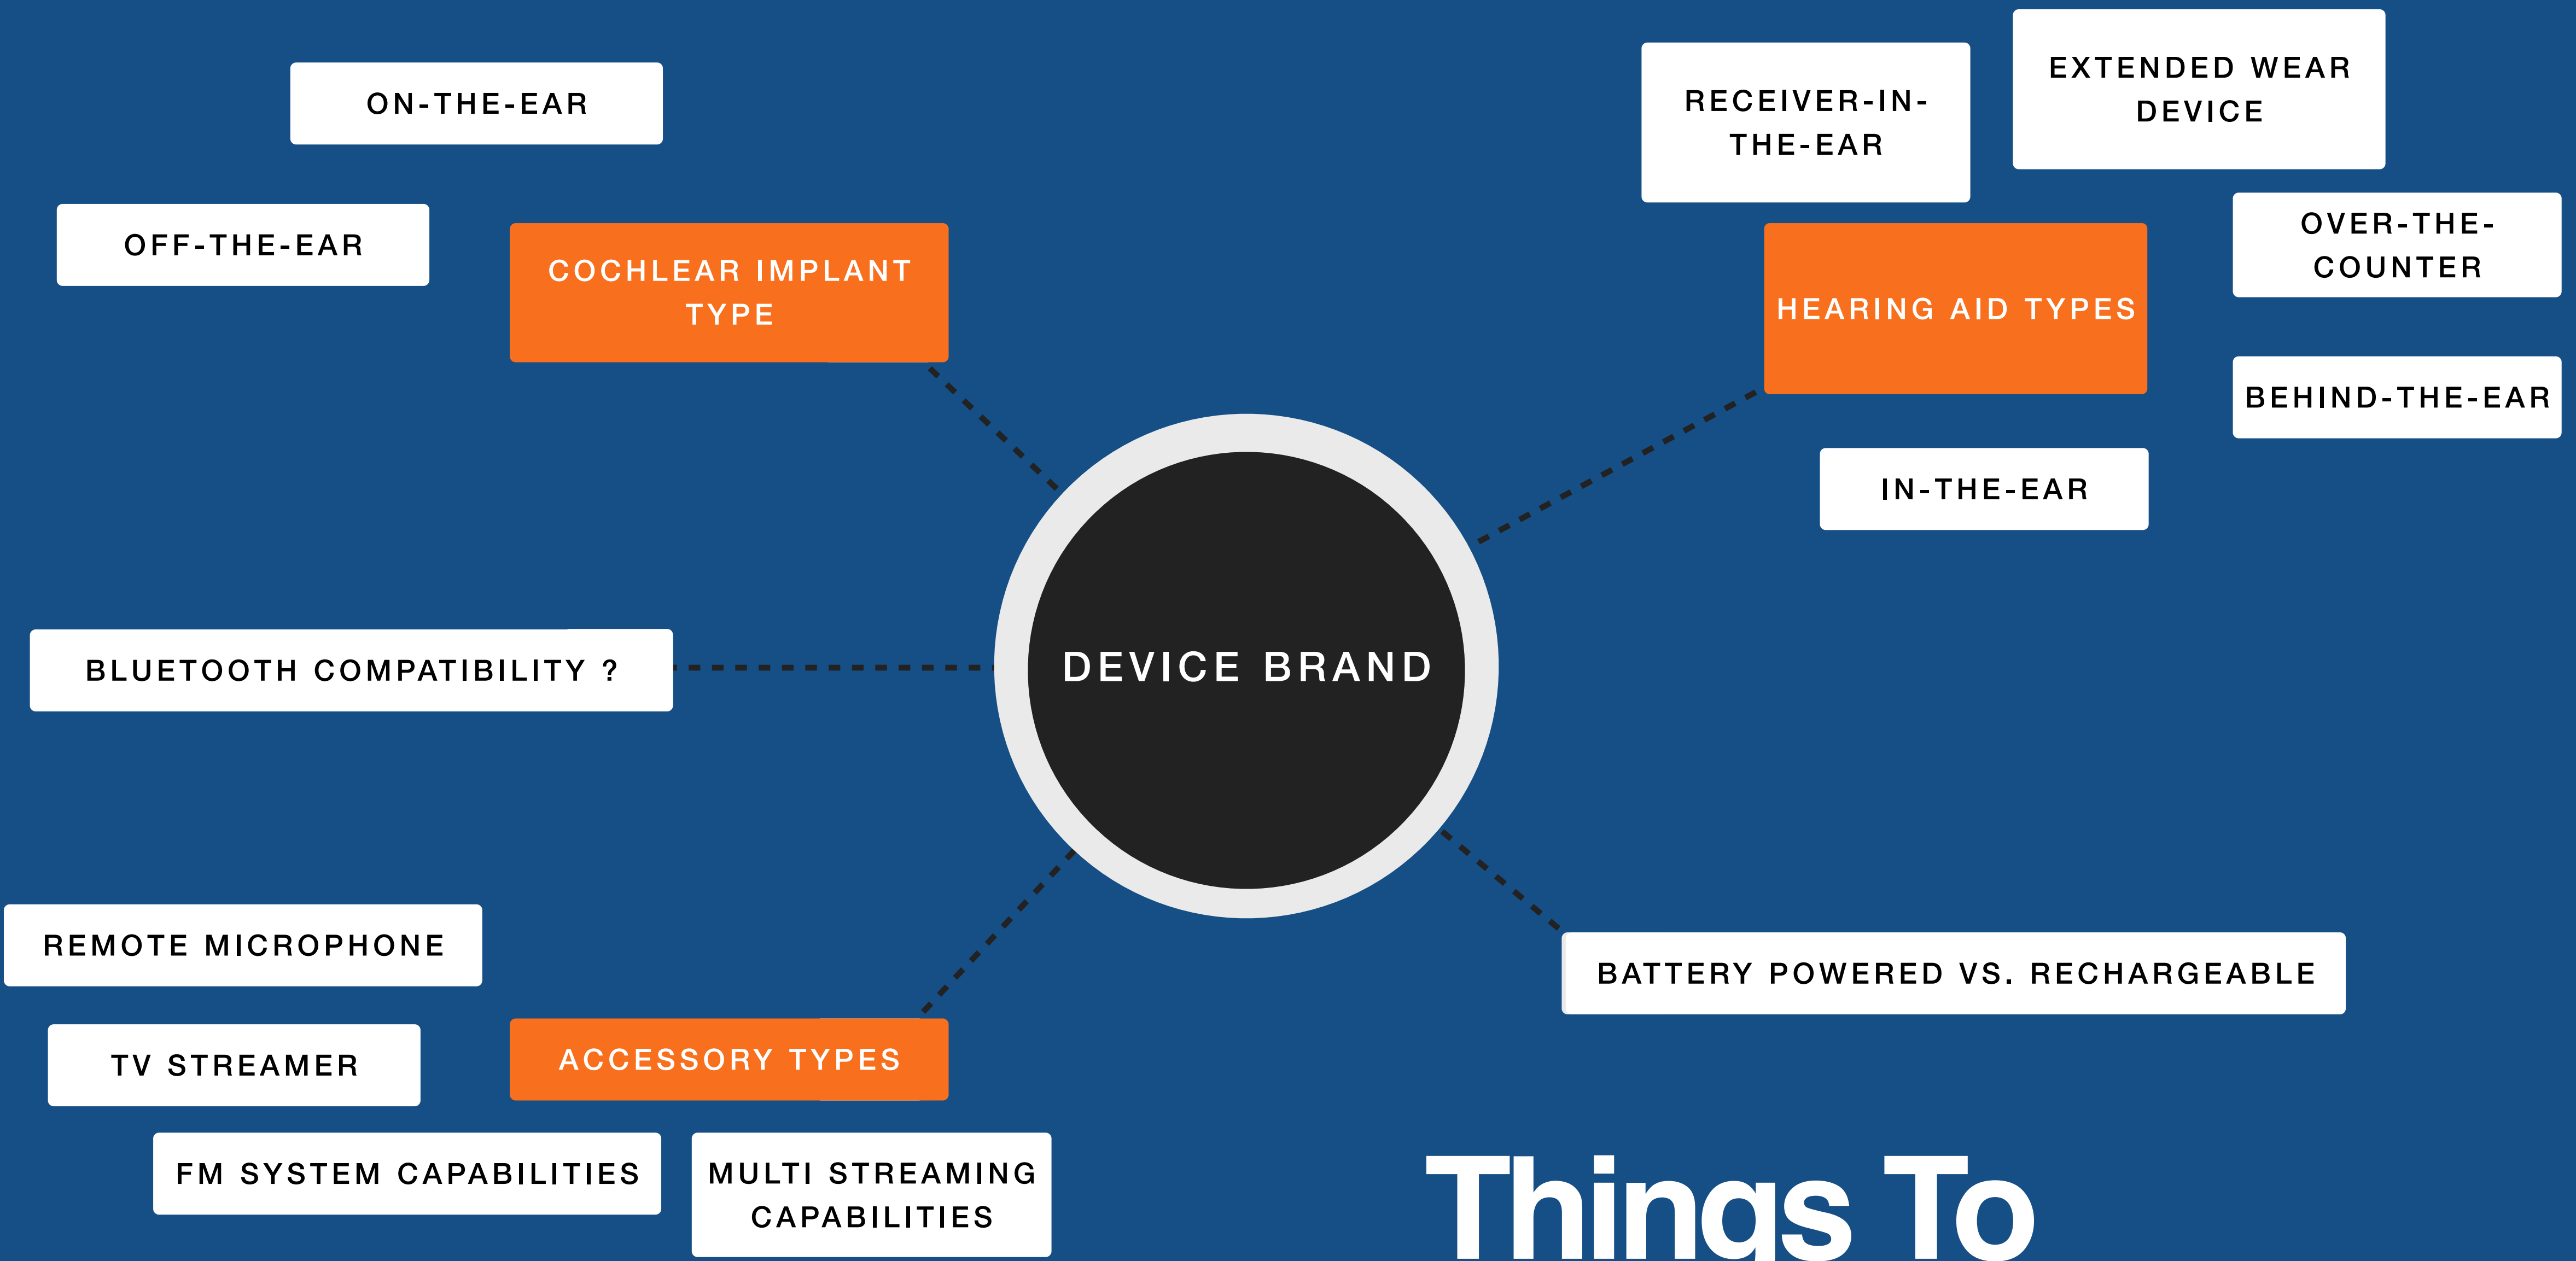 ON-THE-EAR
OFF-THE-EAR
COCHLEAR IMPLANT
TYPE
RECEIVER-IN-
THE-EAR
EXTENDED WEAR
DEVICE
OVER-THE-
COUNTER
HEARING AID TYPES
BEHIND-THE-EAR
IN-THE-EAR
BLUETOOTH COMPATIBILITY ?
DEVICE BRAND
REMOTE MICROPHONE
TV STREAMER
ACCESSORY TYPES
FM SYSTEM CAPABILITIES
MULTI STREAMING
CAPABILITIES
BATTERY POWERED VS. RECHARGEABLE
Things To